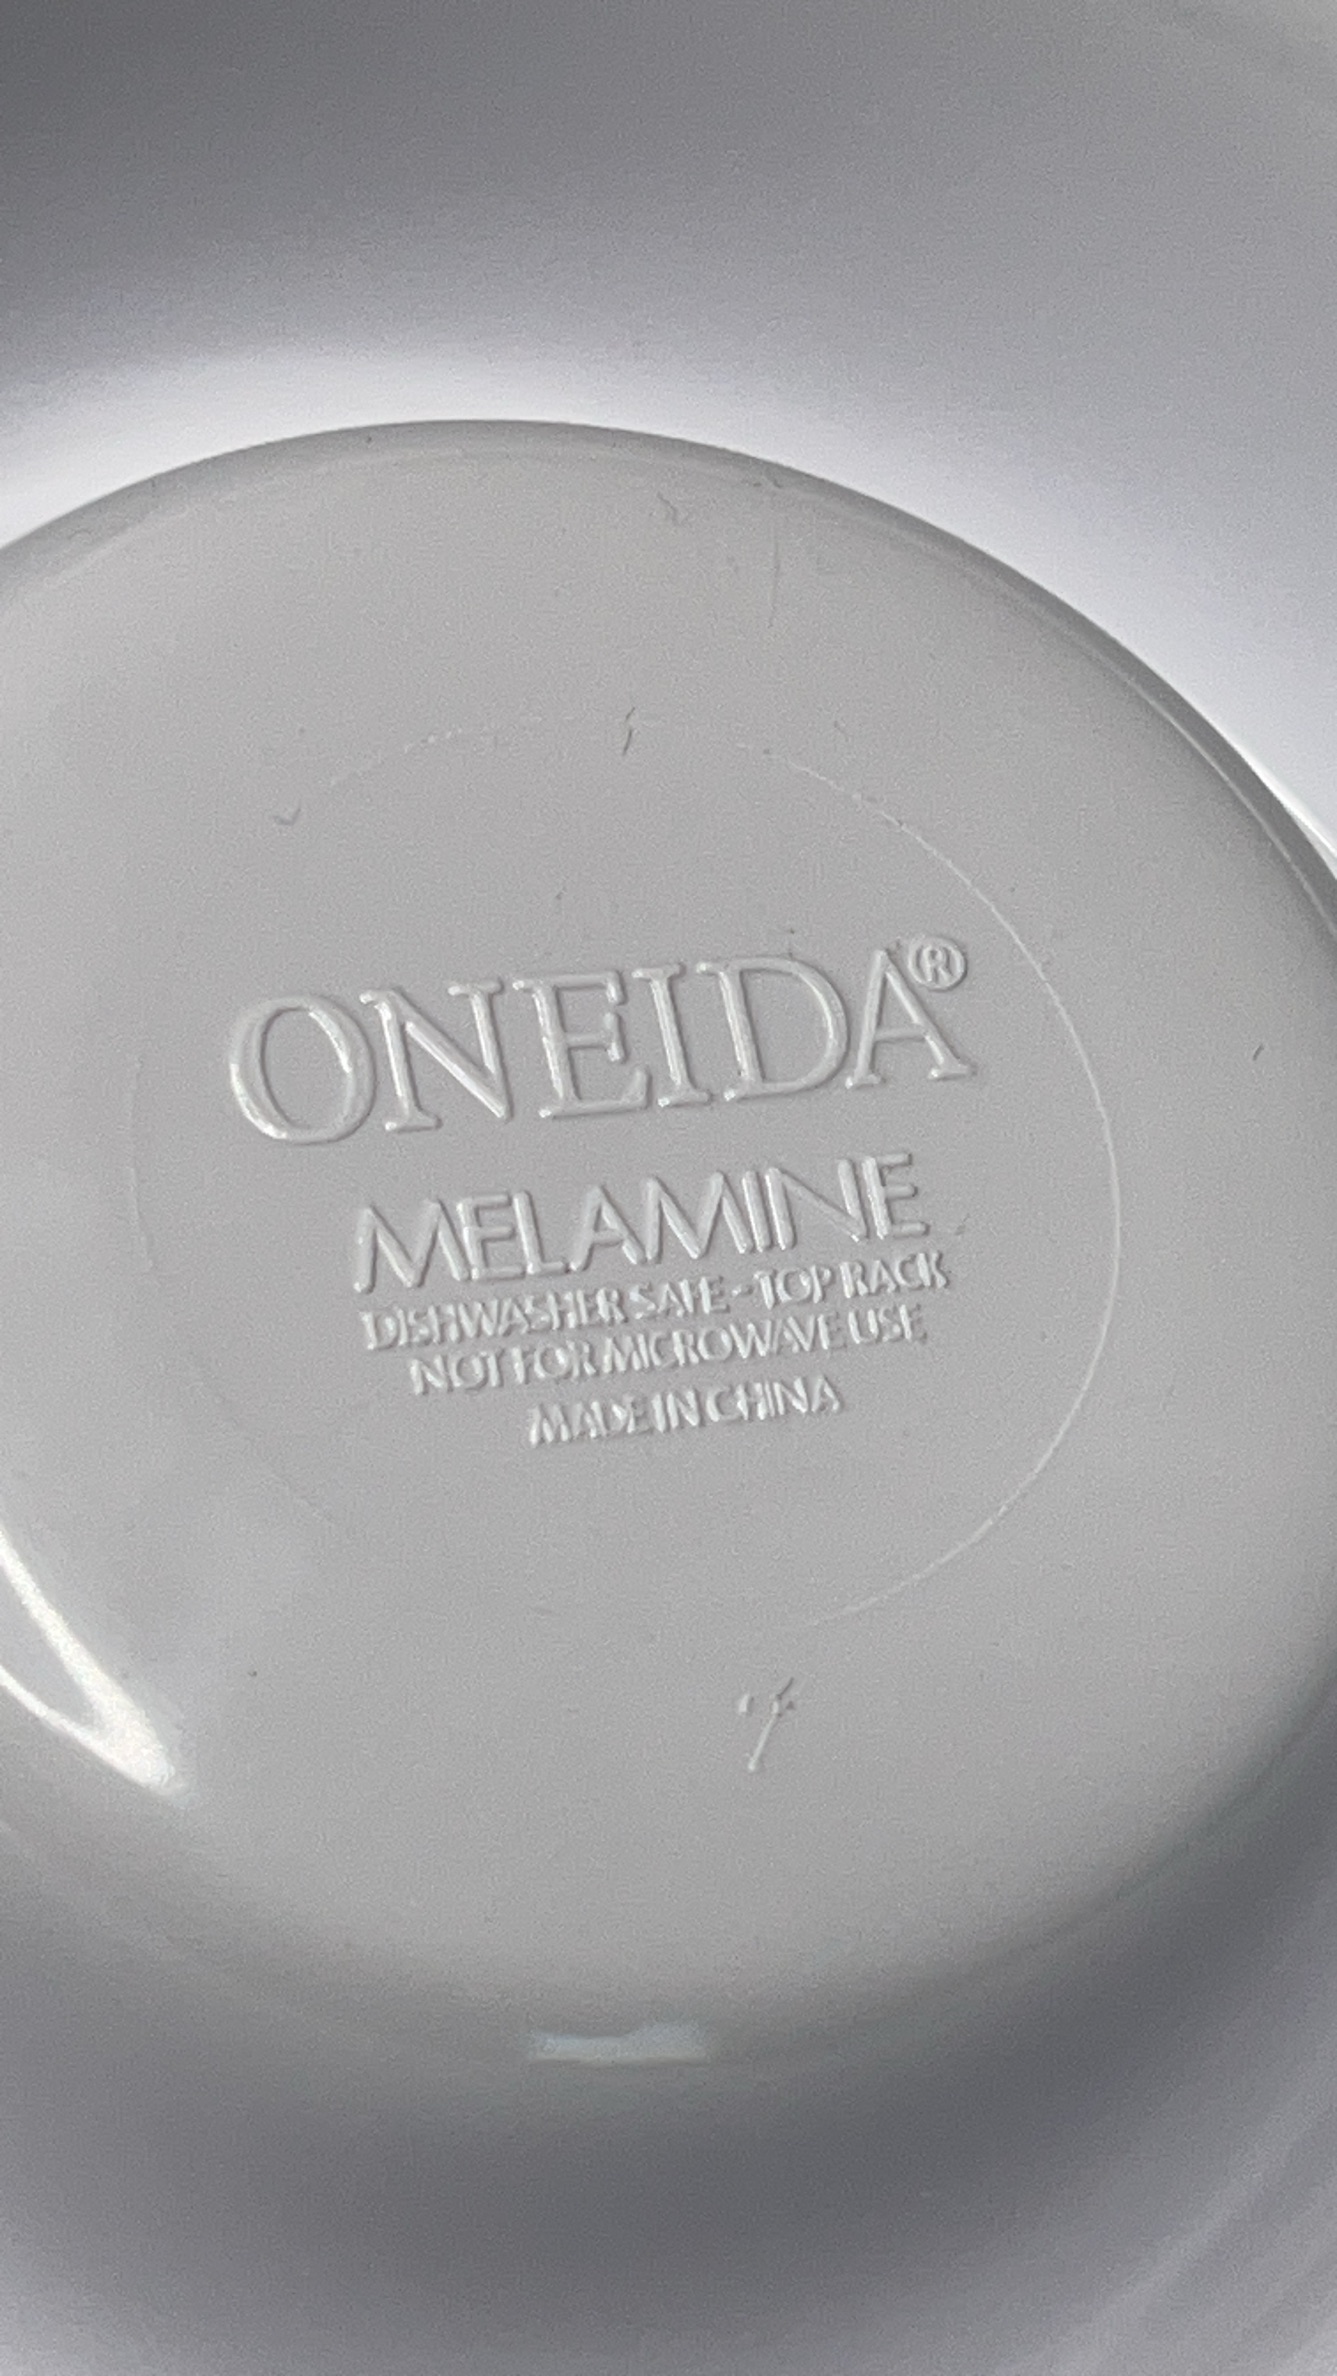 ONEIDA®
MELAMINE
DISHWASHER SAFE - TOP RACK
NOT FOR MICROWAVE USE
MADE IN CHINA